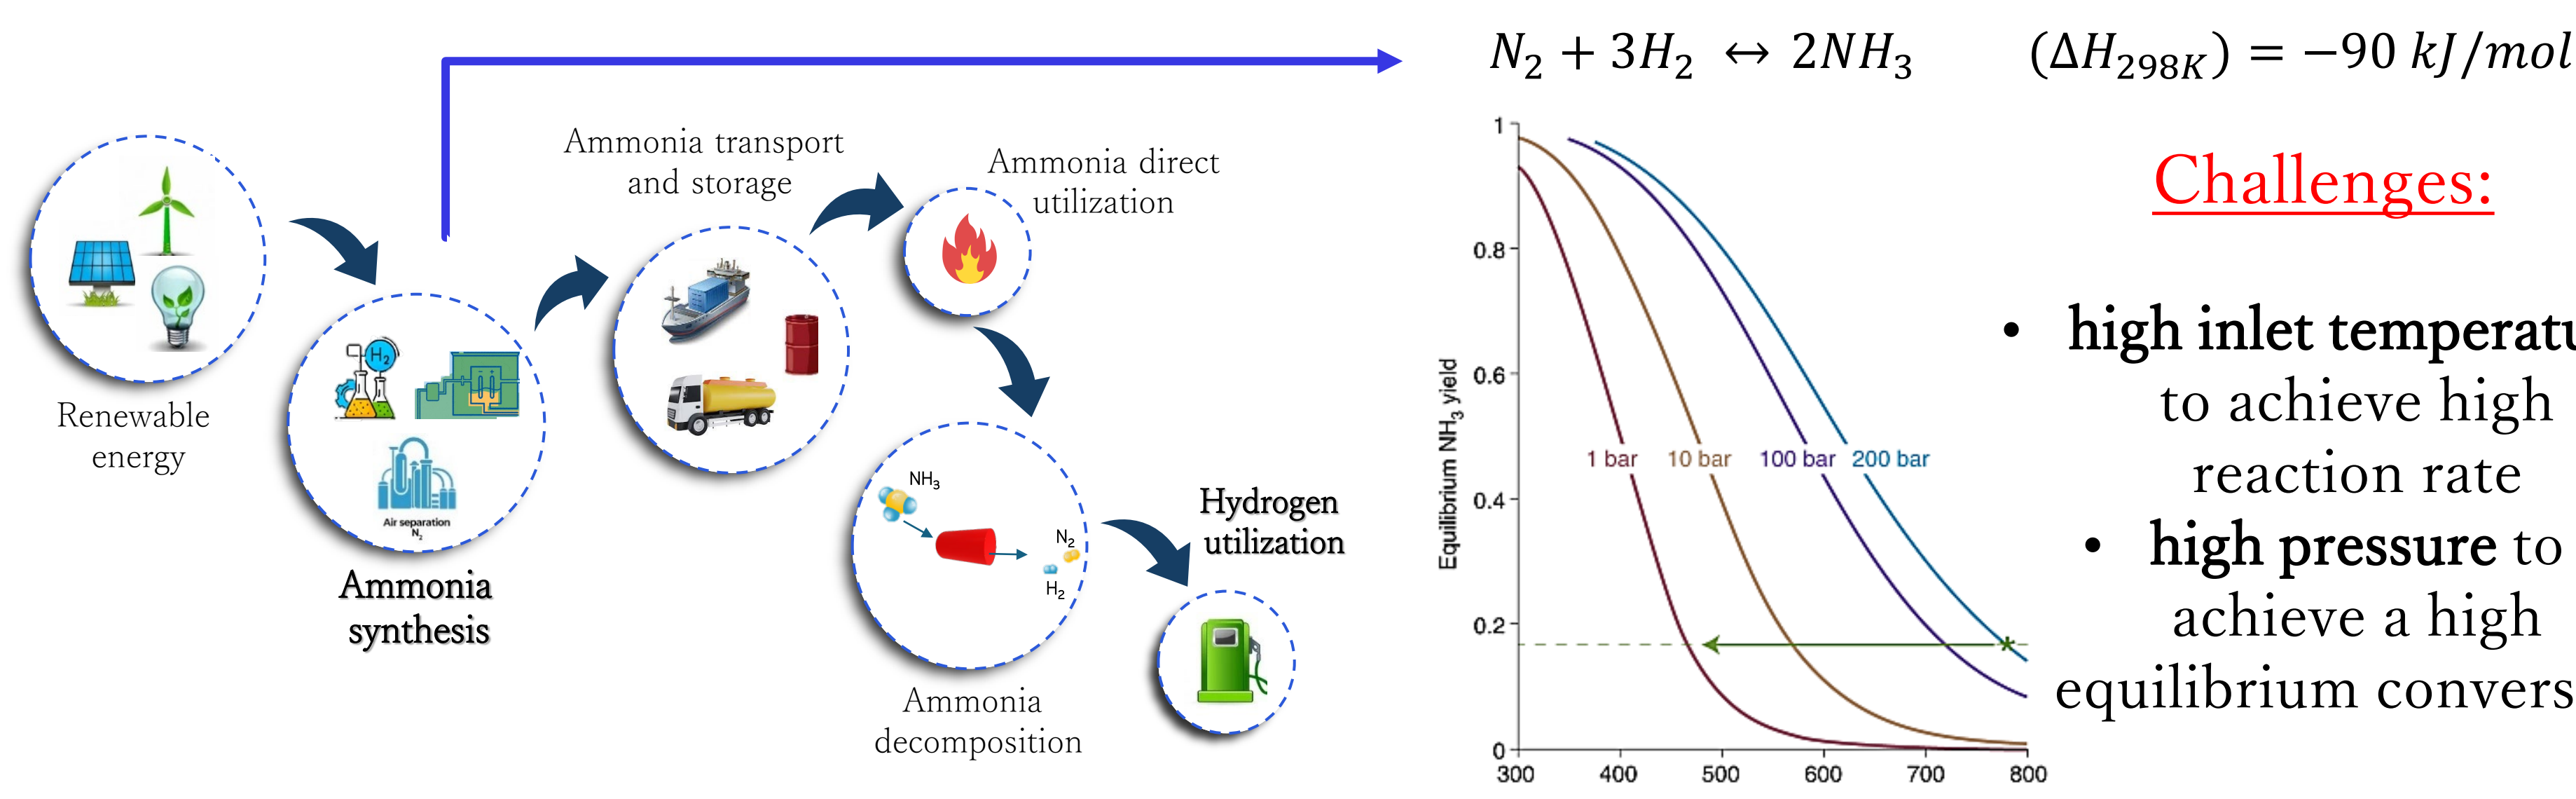 N₂ + 3H₂ ↔ 2NH₃
(ΔH₂₉₈K) = −90 kJ/mol
Renewable
energy
H₂
Air separation
N₂
Ammonia
synthesis
Ammonia transport
and storage
Ammonia direct
utilization
NH₃
N₂
H₂
Ammonia
decomposition
Hydrogen
utilization
Equilibrium NH₃ yield
1
0.8
0.6
0.4
0.2
0
1 bar
10 bar
100 bar
200 bar
300
400
500
600
700
800
Challenges:
• high inlet temperatu
to achieve high
reaction rate
• high pressure to
achieve a high
equilibrium convers